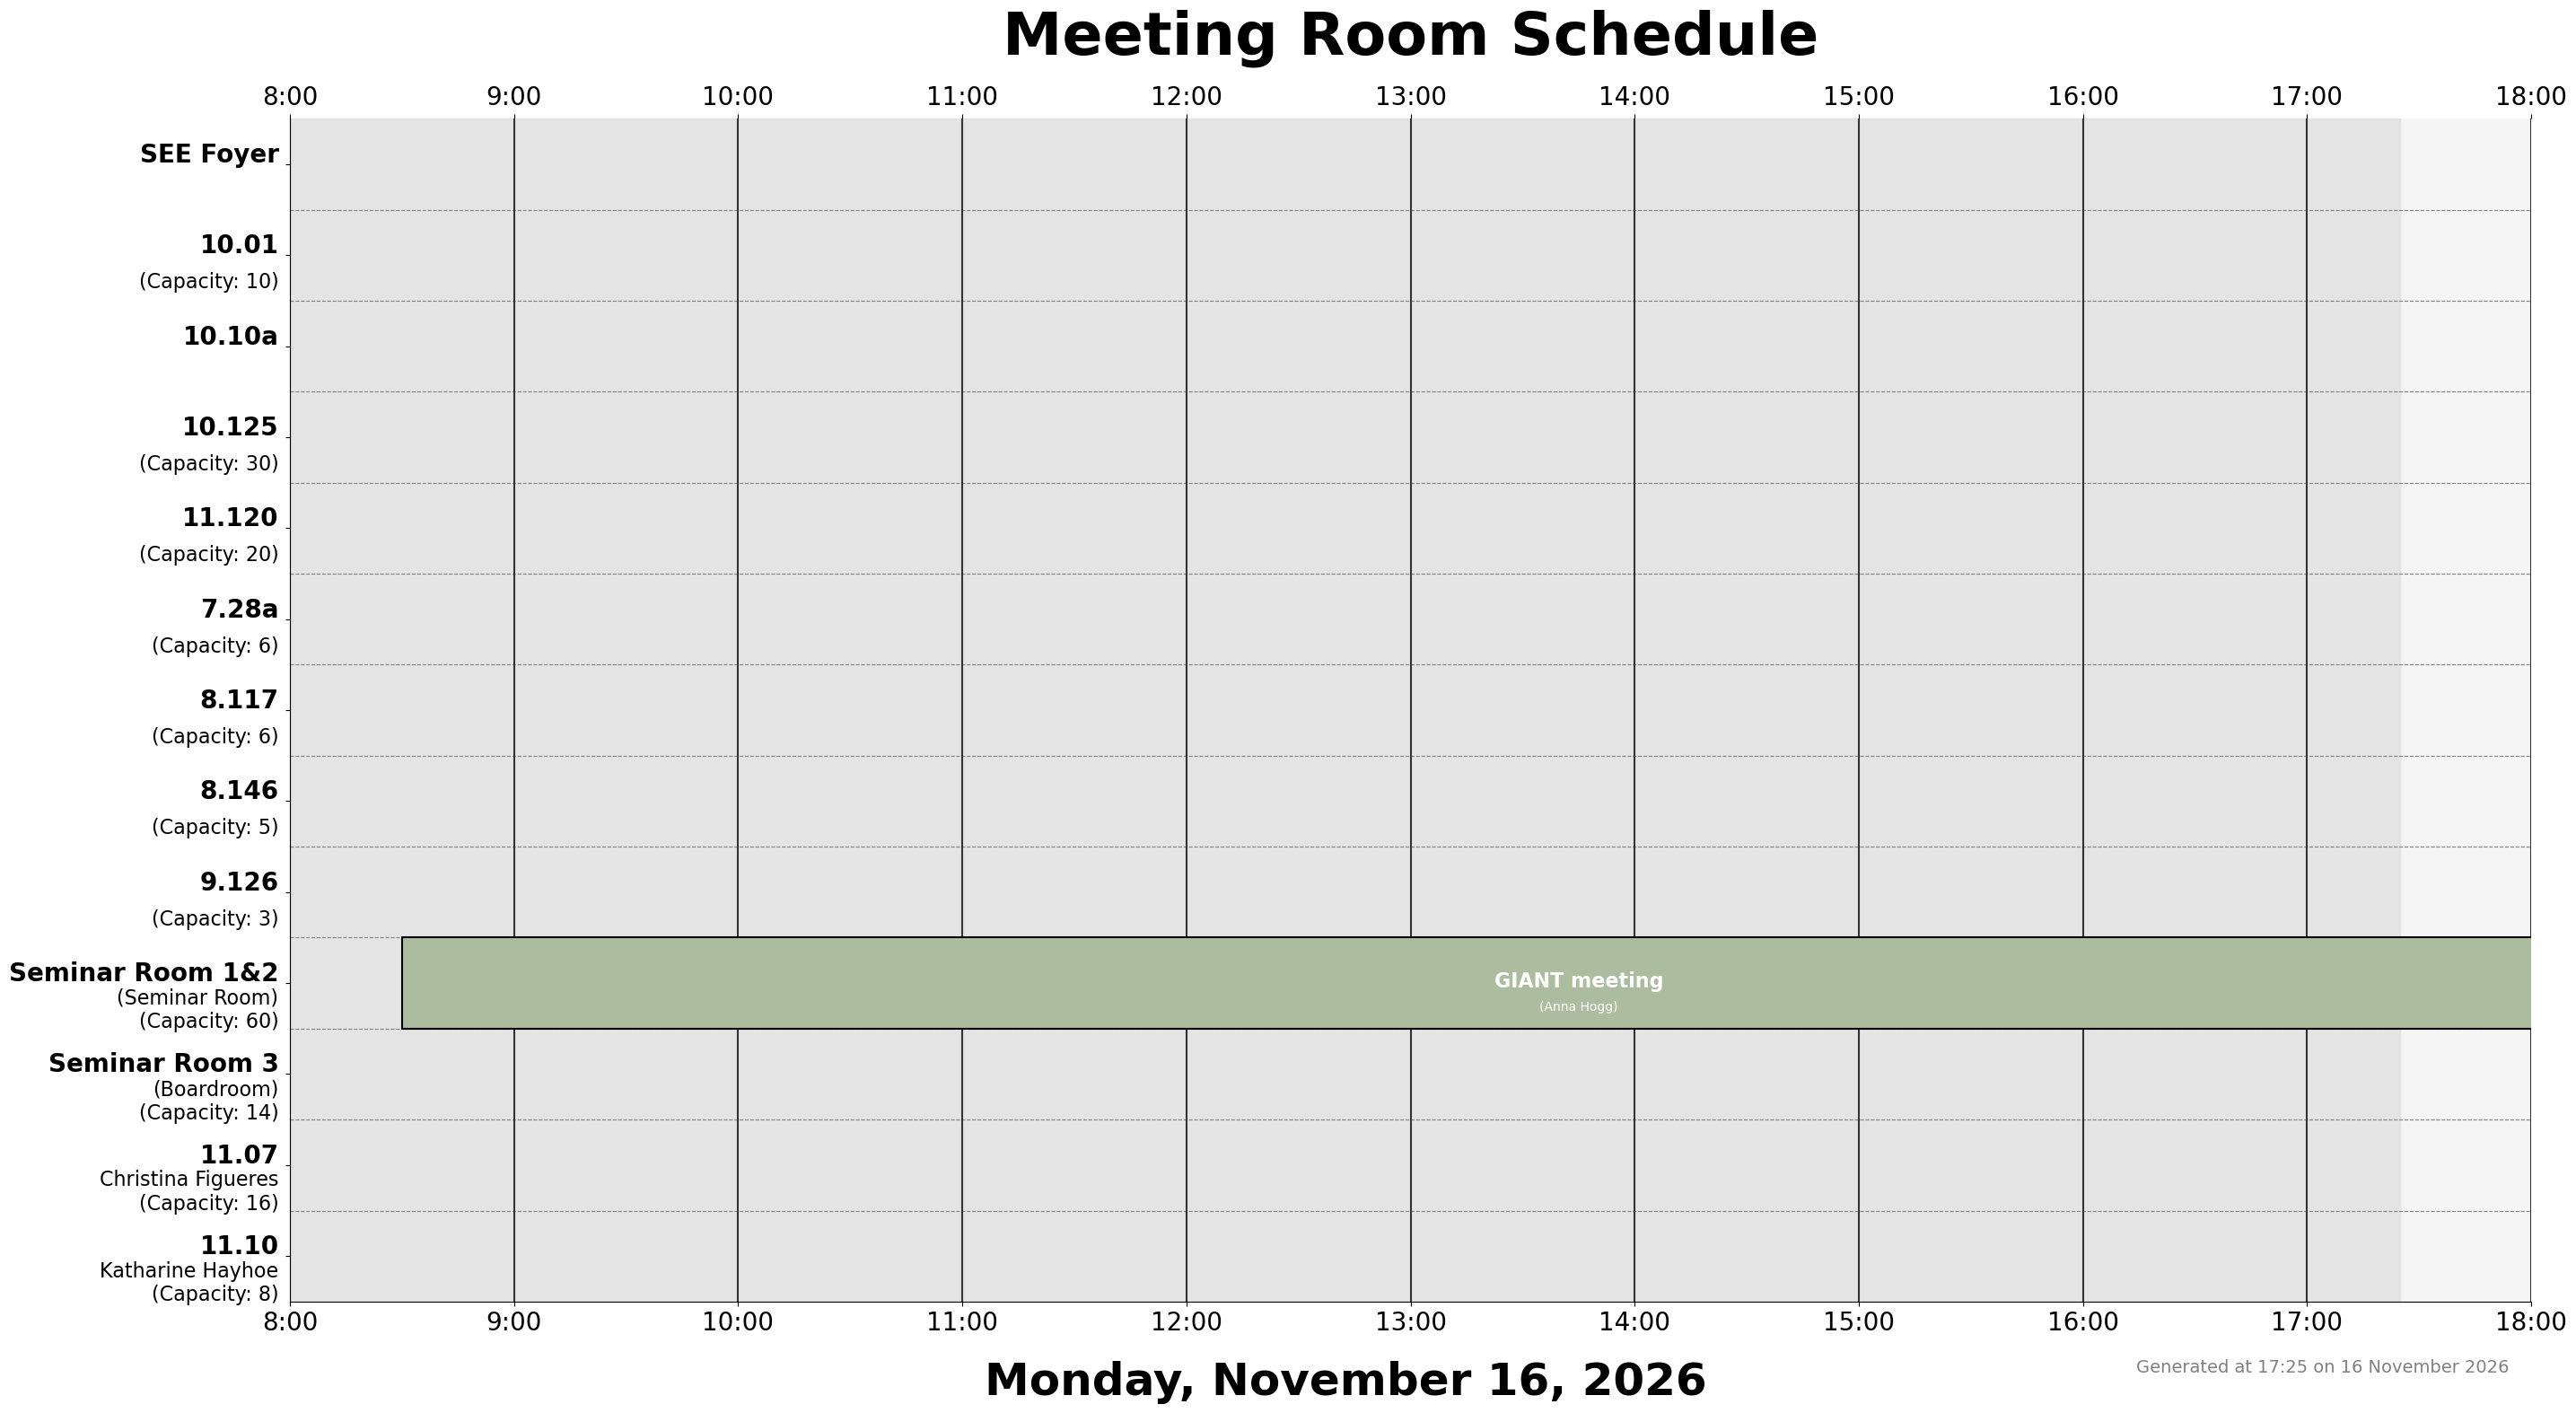 Meeting Room Schedule
8:00 9:00 10:00 11:00 12:00 13:00 14:00 15:00 16:00 17:00 18:00
SEE Foyer
10.01
(Capacity: 10)
10.10a
10.125
(Capacity: 30)
11.120
(Capacity: 20)
7.28a
(Capacity: 6)
8.117
(Capacity: 6)
8.146
(Capacity: 5)
9.126
(Capacity: 3)
Seminar Room 1&2
(Seminar Room)
(Capacity: 60)
GIANT meeting
(Anna Hogg)
Seminar Room 3
(Boardroom)
(Capacity: 14)
11.07
Christina Figueres
(Capacity: 16)
11.10
Katharine Hayhoe
(Capacity: 8)
8:00 9:00 10:00 11:00 12:00 13:00 14:00 15:00 16:00 17:00 18:00
Monday, November 16, 2026
Generated at 17:25 on 16 November 2026